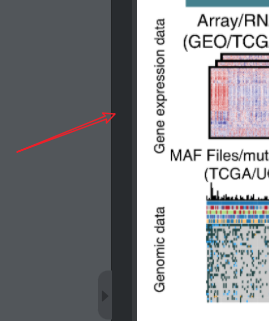 Gene expression data
Array/RN
(GEO/TCG
MAF Files/mut
(TCGA/U
Genomic data